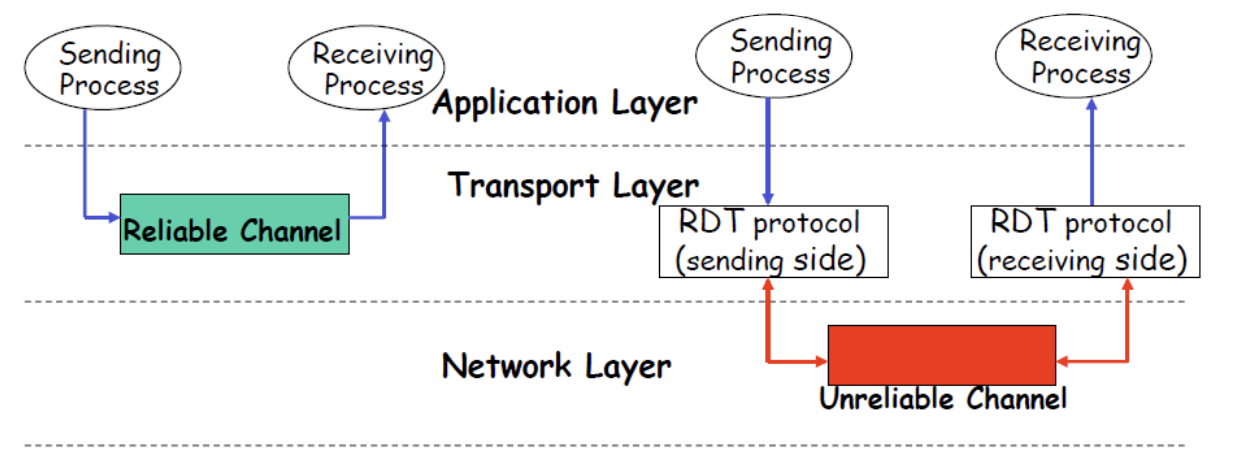 Sending
Process
Receiving
Process
Application Layer
Sending
Process
Receiving
Process
Transport Layer
Reliable Channel
RDT protocol
(sending side)
RDT protocol
(receiving side)
Network Layer
Unreliable Channel